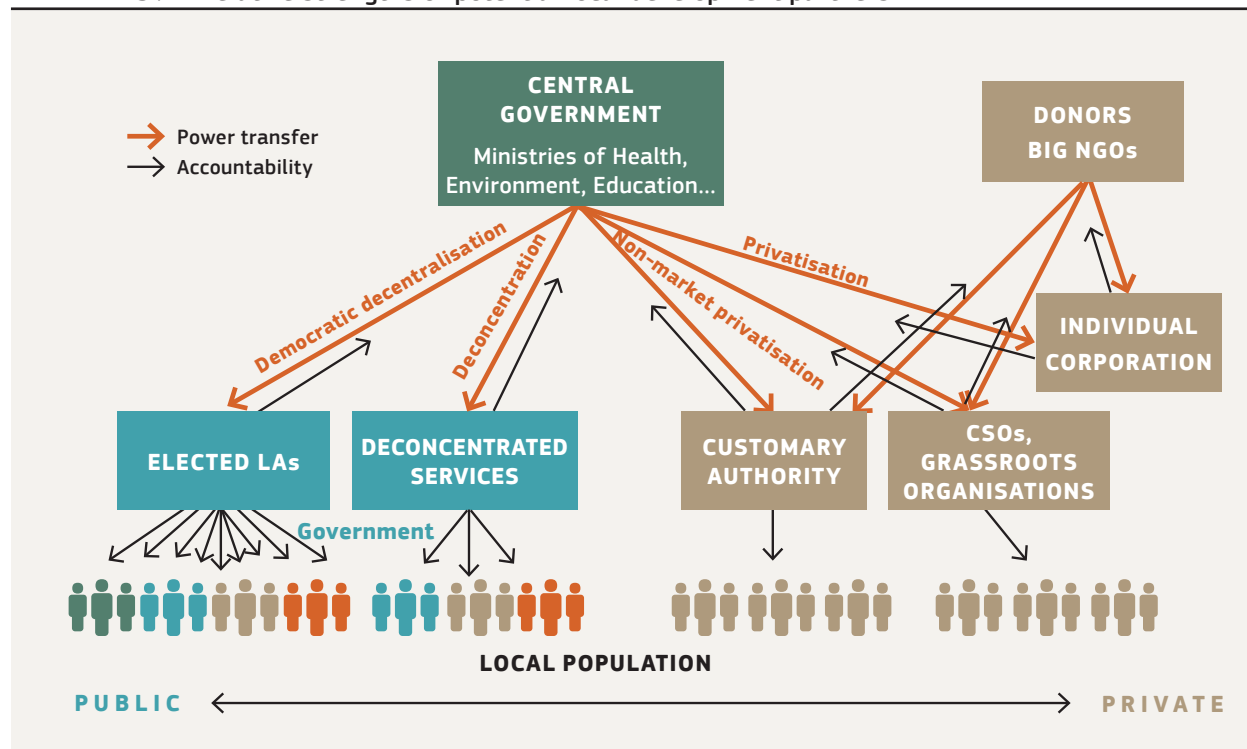 CENTRAL
GOVERNMENT
Ministries of Health,
Environment, Education...
DONORS
BIG NGOs
Power transfer
Accountability
Democratic decentralisation
Deconcentration
Non-market privatisation
Privatisation
INDIVIDUAL
CORPORATION
ELECTED LAs
DECONCENTRATED
SERVICES
CUSTOMARY
AUTHORITY
CSOs,
GRASSROOTS
ORGANISATIONS
Government
LOCAL POPULATION
PUBLIC
PRIVATE